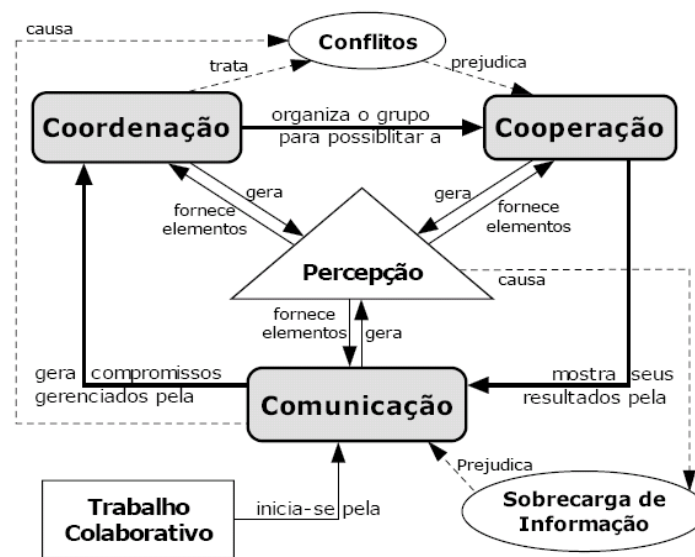 causa
Conflitos
trata
prejudica
Coordenação
organiza o grupo
para possiblitar a
Cooperação
gera
fornece
elementos
gera
fornece
elementos
Percepção
causa
fornece
elementos
gera
gera compromissos
gerenciados pela
mostra seus
resultados pela
Comunicação
Prejudica
Trabalho
Colaborativo
inicia-se pela
Sobrecarga de
Informação